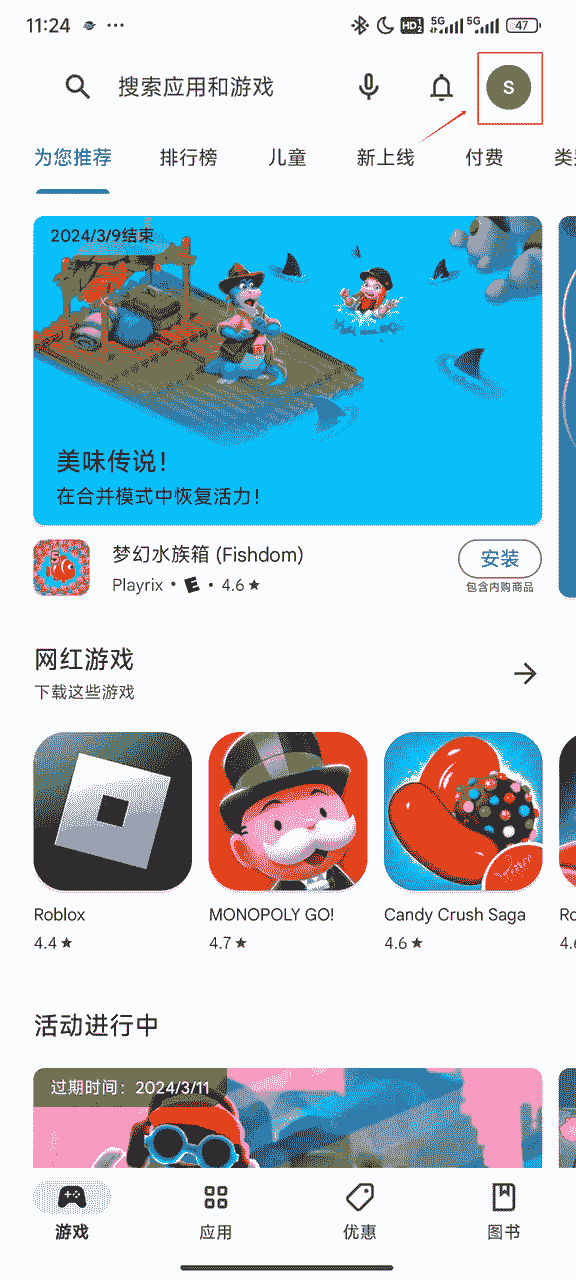 11:24
HD 2
5G 5G 47
搜索应用和游戏
S
为您推荐 排行榜 儿童 新上线 付费
2024/3/9结束
美味传说！
在合并模式中恢复活力！
梦幻水族箱 (Fishdom)
安装
Playrix • E • 4.6 ★
包含内购商品
网红游戏
下载这些游戏
Roblox MONOPOLY GO! Candy Crush Saga
4.4 ★ 4.7 ★ 4.6 ★
活动进行中
过期时间：2024/3/11
游戏 应用 优惠 图书